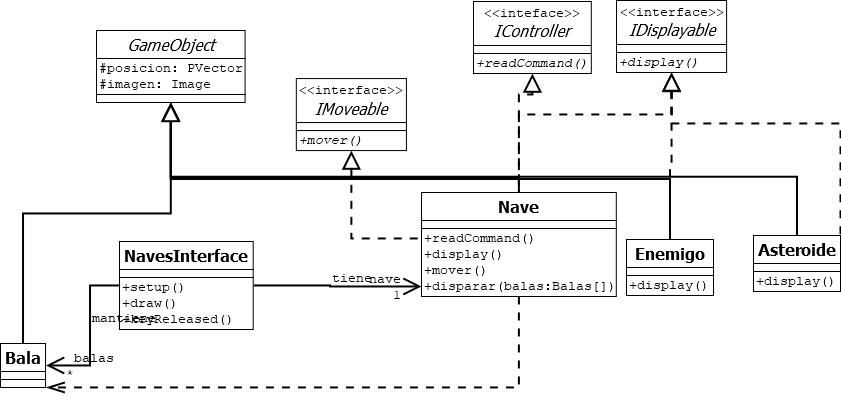 <<inteface>>
IController
+readCommand()
<<interface>>
IDisplayable
+display()
GameObject
#posicion: PVector
#imagen: Image
<<interface>>
IMoveable
+mover()
Nave
+readCommand()
+display()
+mover()
+disparar(balas:Balas[])
Enemigo
+display()
Asteroide
+display()
NavesInterface
+setup()
+draw()
+keyReleased()
tiene
nave
1
mantiene
Bala
balas
*